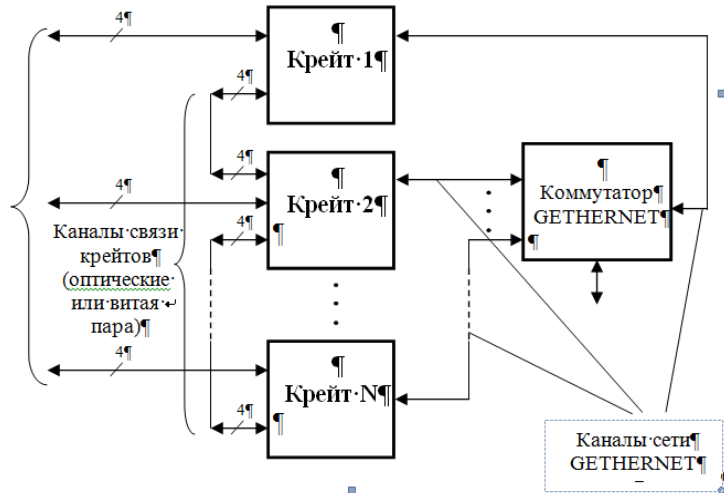 4¶
¶
Крейт·1¶
4¶
4¶
¶
Крейт·2¶
4¶
4¶
¶
¶
Коммутатор¶
GETHERNET¶
¶
Каналы·связи·
крейтов¶
(оптические·
или·витая·↵
пара)¶
4¶
¶
Крейт·N¶
4¶
¶
Каналы·сети¶
GETHERNET¶